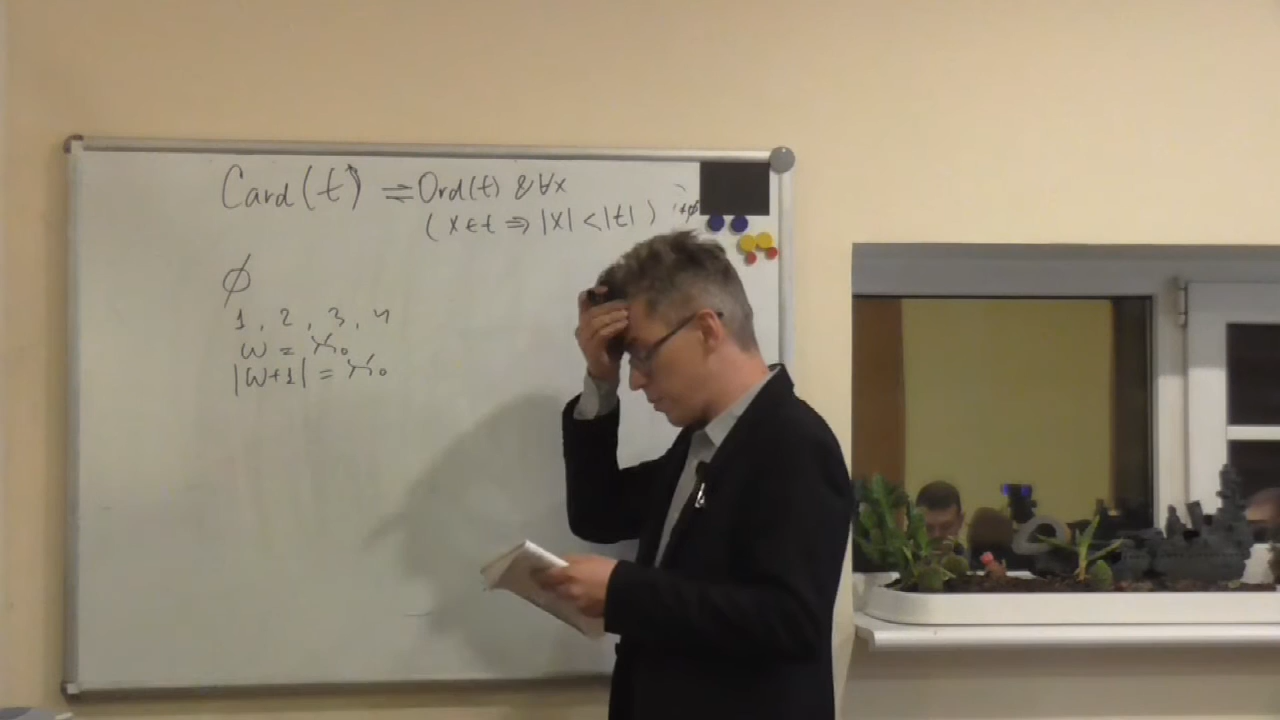 Card(t) ⇌ Ord(t) & ∀x
(x ∈ t ⇒ |x| < |t|)
∅
1, 2, 3, 4
ω = ℵ₀
|ω+1| = ℵ₀